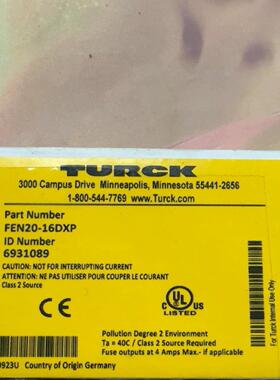 TURCK
3000 Campus Drive Minneapolis, Minnesota 55441-2656
1-800-544-7769 Turck.com
Part Number
FEN20-16DXP
ID Number
6931089
CAUTION: NOT FOR INTERRUPTING CURRENT
ATTENTION: NE PAS UTILISER POUR COUPER LE COURANT
Class 2 Source
C UL US
LISTED
For Turck Internal Use Only
Pollution Degree 2 Environment
Ta = 40C / Class 2 Source Required
Fuse outputs at 4 Amps Max.- If
0923U Country of Origin Germany